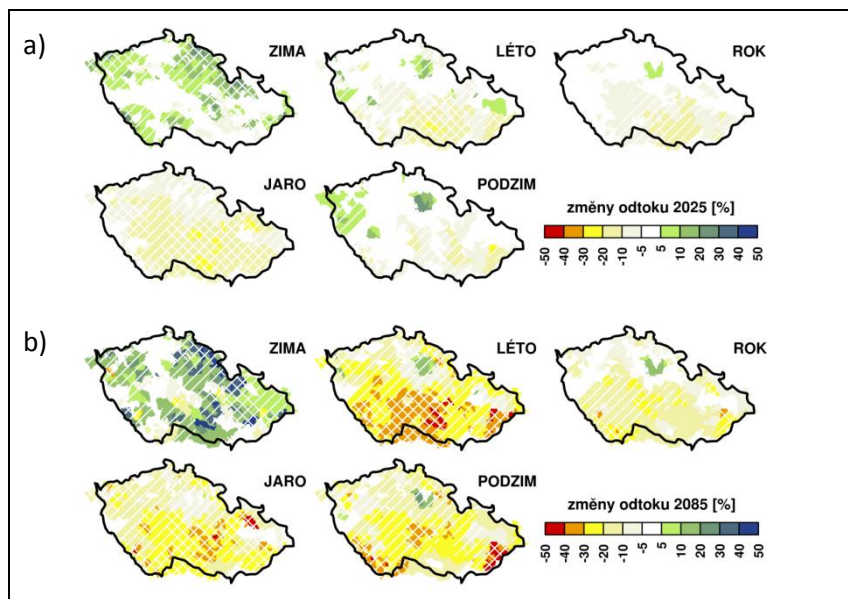 a)
ZIMA
LÉTO
ROK
JARO
PODZIM
změny odtoku 2025 [%]
-50 -40 -30 -20 -10 -5 5 10 20 30 40 50
b)
ZIMA
LÉTO
ROK
JARO
PODZIM
změny odtoku 2085 [%]
-50 -40 -30 -20 -10 -5 5 10 20 30 40 50